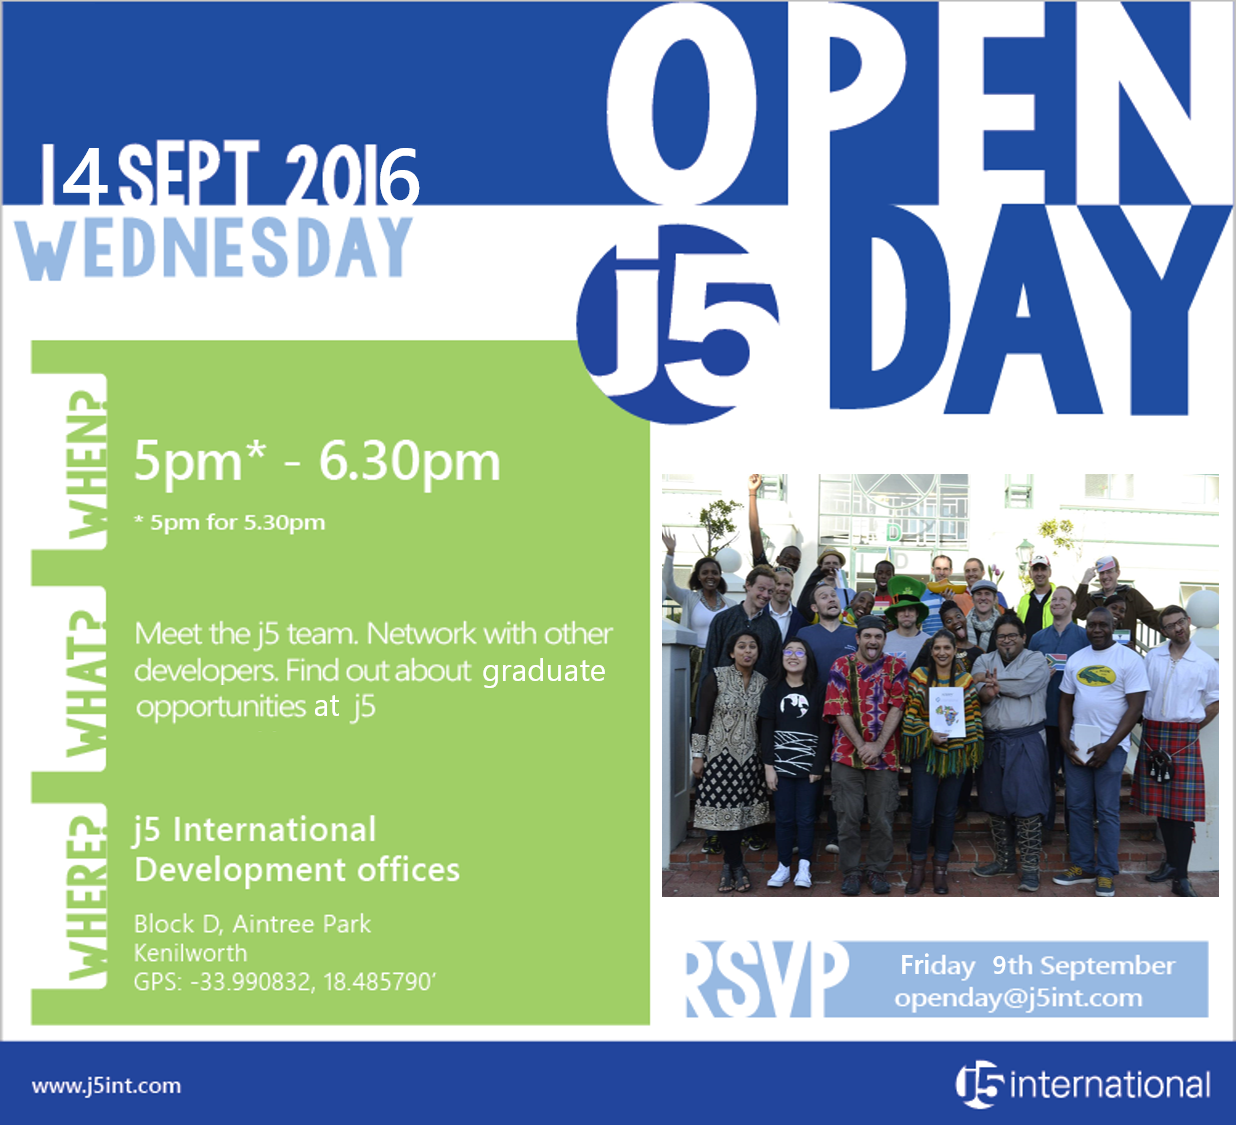 OPEN
14 SEPT 2016
WEDNESDAY
j5
DAY
WHEN?
5pm* - 6.30pm
* 5pm for 5.30pm
WHAT?
Meet the j5 team. Network with other
developers. Find out about graduate
opportunities at j5
WHERE?
j5 International
Development offices
Block D, Aintree Park
Kenilworth
GPS: -33.990832, 18.485790’
D
RSVP
Friday 9th September
openday@j5int.com
www.j5int.com
j5 international